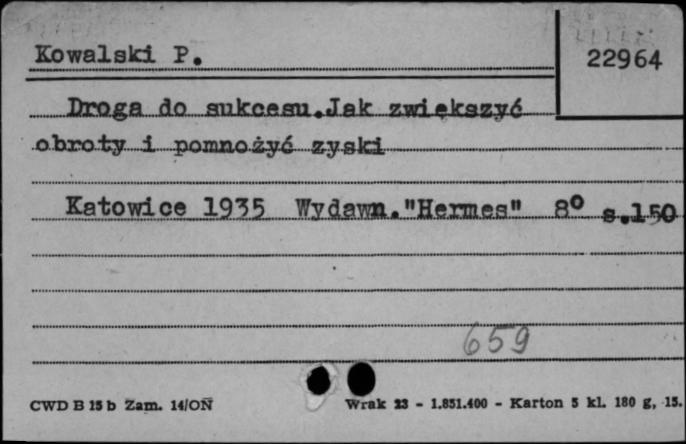 Kowalski P.
22964
Droga do sukcesu.Jak zwiększyć
obroty i pomnożyć zyski
Katowice 1935 Wydawn."Hermes" 8° s.150
659
CWD B 15 b Zam. 14/ON Wrak 23 - 1.851.400 - Karton 5 kl. 180 g, 15.